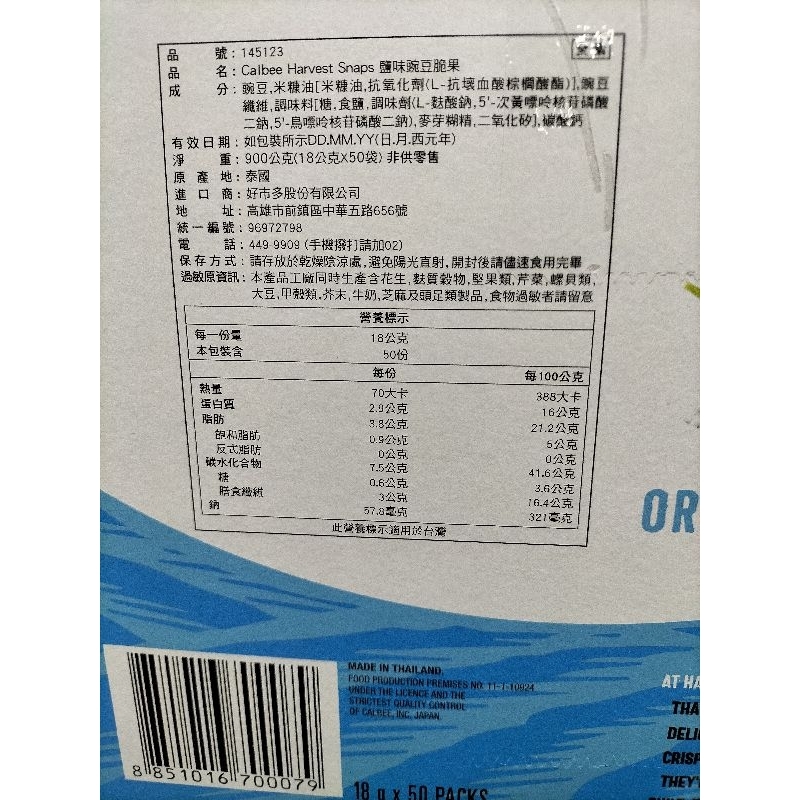 品 號：145123
品 名：Calbee Harvest Snaps 鹽味豌豆脆果
成 分：豌豆,米糠油[米糠油,抗氧化劑(L-抗壞血酸棕櫚酸酯)],豌豆
纖維,調味料[糖,食鹽,調味劑(L-麩酸鈉,5'-次黃嘌呤核苷磷酸
二鈉,5'-鳥嘌呤核苷磷酸二鈉),麥芽糊精,二氧化矽],碳酸鈣
有效日期：如包裝所示DD.MM.YY(日.月.西元年)
淨 重：900公克(18公克X50袋) 非供零售
原 產 地：泰國
進 口 商：好市多股份有限公司
地 址：高雄市前鎮區中華五路656號
統一編號：96972798
電 話：449-9909 (手機撥打請加02)
保存方式：請存放於乾燥陰涼處,避免陽光直射,開封後請儘速食用完畢
過敏原資訊：本產品工廠同時生產含花生,麩質穀物,堅果類,芹菜,螺貝類,
大豆,甲殼類,芥末,牛奶,芝麻及頭足類製品,食物過敏者請留意
營養標示
每一份量 18公克
本包裝含 50份
每份 每100公克
熱量 70大卡 388大卡
蛋白質 2.9公克 16公克
脂肪 3.8公克 21.2公克
飽和脂肪 0.9公克 5公克
反式脂肪 0公克 0公克
碳水化合物 7.5公克 41.6公克
糖 0.6公克 3.6公克
膳食纖維 3公克 16.4公克
鈉 57.8毫克 321毫克
此營養標示適用於台灣
OR
MADE IN THAILAND.
FOOD PRODUCTION PREMISES NO. 11-1-10924
UNDER THE LICENCE AND THE
STRICTEST QUALITY CONTROL
OF CALBEE, INC. JAPAN.
8 851016 700079
18 g x 50 PACKS
AT HA
THA
DELI
CRISP
THEY'